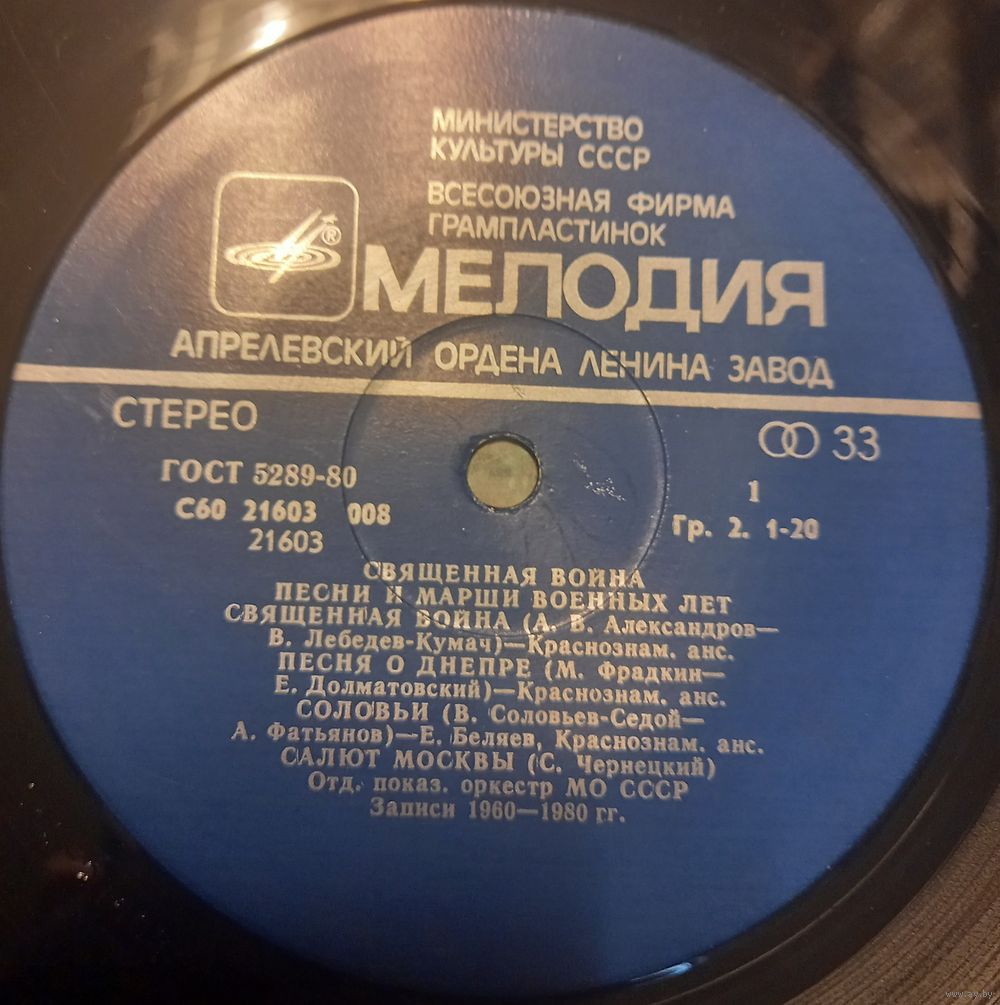 МИНИСТЕРСТВО
КУЛЬТУРЫ СССР
ВСЕСОЮЗНАЯ ФИРМА
ГРАМПЛАСТИНОК
®
МЕЛОДИЯ
АПРЕЛЕВСКИЙ ОРДЕНА ЛЕНИНА ЗАВОД
СТЕРЕО
33
ГОСТ 5289-80
1
С60 21603 008
Гр. 2. 1-20
21603
СВЯЩЕННАЯ ВОЙНА
ПЕСНИ И МАРШИ ВОЕННЫХ ЛЕТ
СВЯЩЕННАЯ ВОЙНА (А. В. Александров—
В. Лебедев-Кумач)—Краснознам. анс.
ПЕСНЯ О ДНЕПРЕ (М. Фрадкин—
Е. Долматовский)—Краснознам. анс.
СОЛОВЬИ (В. Соловьев-Седой—
А. Фатьянов)—Е. Беляев, Краснознам. анс.
САЛЮТ МОСКВЫ (С. Чернецкий)
Отд. показ. оркестр МО СССР
Записи 1960—1980 гг.
www.ay.by